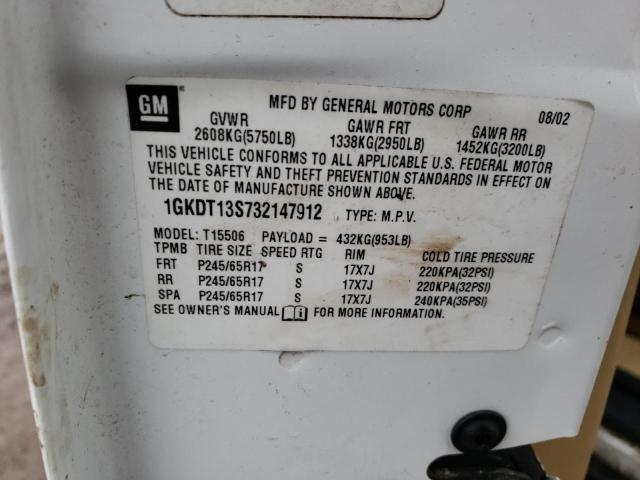 GM
MFD BY GENERAL MOTORS CORP 08/02
GVWR GAWR FRT GAWR RR
2608KG(5750LB) 1338KG(2950LB) 1452KG(3200LB)
THIS VEHICLE CONFORMS TO ALL APPLICABLE U.S. FEDERAL MOTOR
VEHICLE SAFETY AND THEFT PREVENTION STANDARDS IN EFFECT ON
THE DATE OF MANUFACTURE SHOWN ABOVE.
1GKDT13S732147912 TYPE: M.P.V.
MODEL: T15506 PAYLOAD = 432KG(953LB)
TPMB TIRE SIZE SPEED RTG RIM COLD TIRE PRESSURE
FRT P245/65R17 S 17X7J 220KPA(32PSI)
RR P245/65R17 S 17X7J 220KPA(32PSI)
SPA P245/65R17 S 17X7J 240KPA(35PSI)
SEE OWNER'S MANUAL FOR MORE INFORMATION.